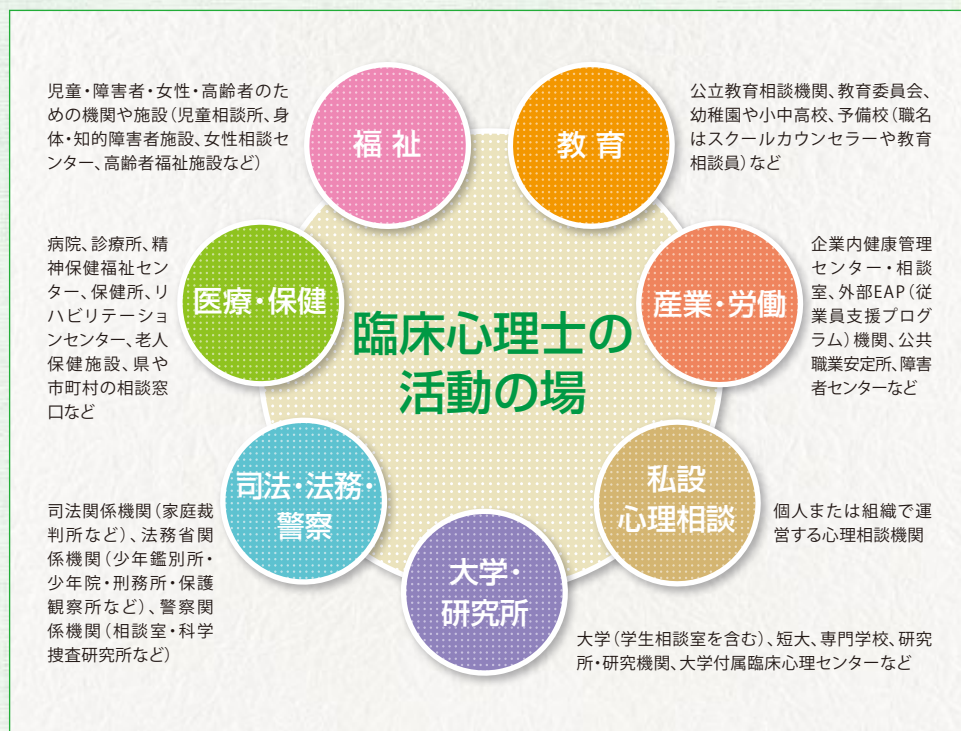 臨床心理士の
活動の場
福祉
児童・障害者・女性・高齢者のた
めの機関や施設（児童相談所、身
体・知的障害者施設、女性相談セ
ンター、高齢者福祉施設など）
教育
公立教育相談機関、教育委員会、
幼稚園や小中高校、予備校（職名
はスクールカウンセラーや教育
相談員）など
医療・保健
病院、診療所、精
神保健福祉セン
ター、保健所、リ
ハビリテーショ
ンセンター、老人
保健施設、県や
市町村の相談窓
口など
産業・労働
企業内健康管理
センター・相談
室、外部EAP（従
業員支援プログ
ラム）機関、公共
職業安定所、障害
者センターなど
司法・法務・
警察
司法関係機関（家庭裁
判所など）、法務省関
係機関（少年鑑別所・
少年院・刑務所・保護
観察所など）、警察関
係機関（相談室・科学
捜査研究所など）
私設
心理相談
個人または組織で運
営する心理相談機関
大学・
研究所
大学（学生相談室を含む）、短大、専門学校、研究
所・研究機関、大学付属臨床心理センターなど